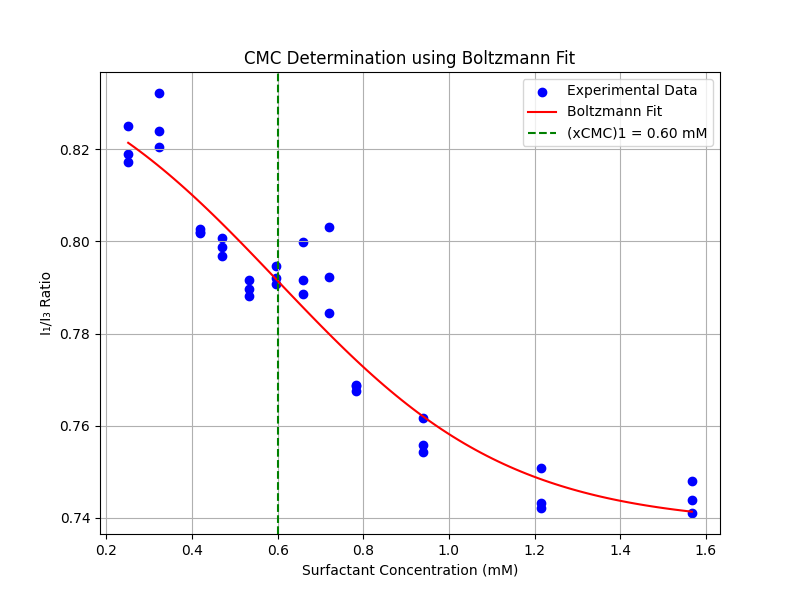 CMC Determination using Boltzmann Fit
Experimental Data
Boltzmann Fit
(xCMC)1 = 0.60 mM
I₁/I₃ Ratio
0.82
0.80
0.78
0.76
0.74
0.2 0.4 0.6 0.8 1.0 1.2 1.4 1.6
Surfactant Concentration (mM)